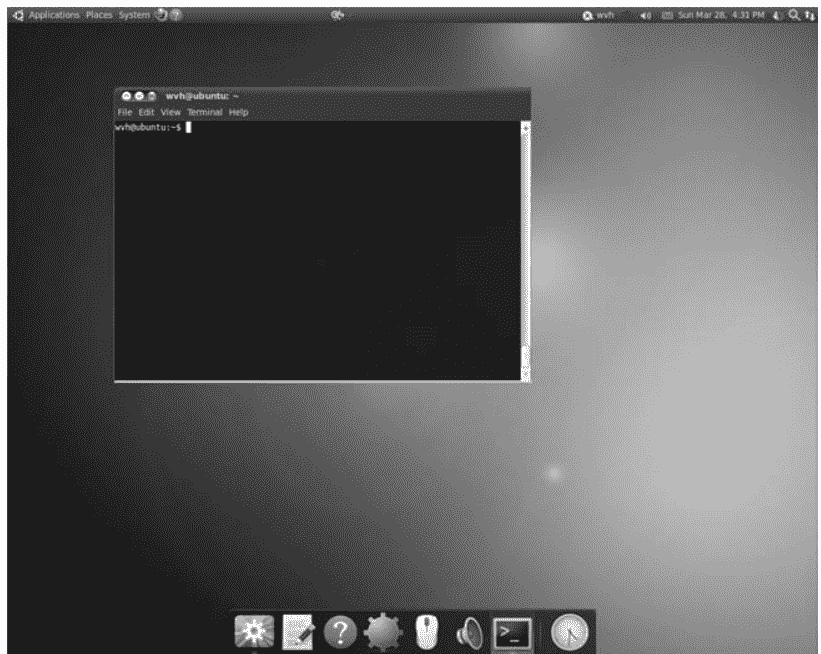 Applications Places System wvh Sun Mar 28, 4:31 PM
wvh@ubuntu: ~
File Edit View Terminal Help
wvh@ubuntu:~$